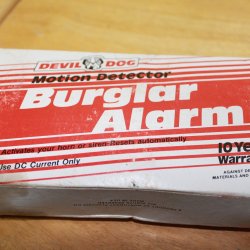 DEVIL DOG
Motion Detector
Burglar
Alarm
Activates your horn or siren Resets automatically.
Use DC Current Only
10 Ye
Warra
AGAINST DE
MATERIALS AND